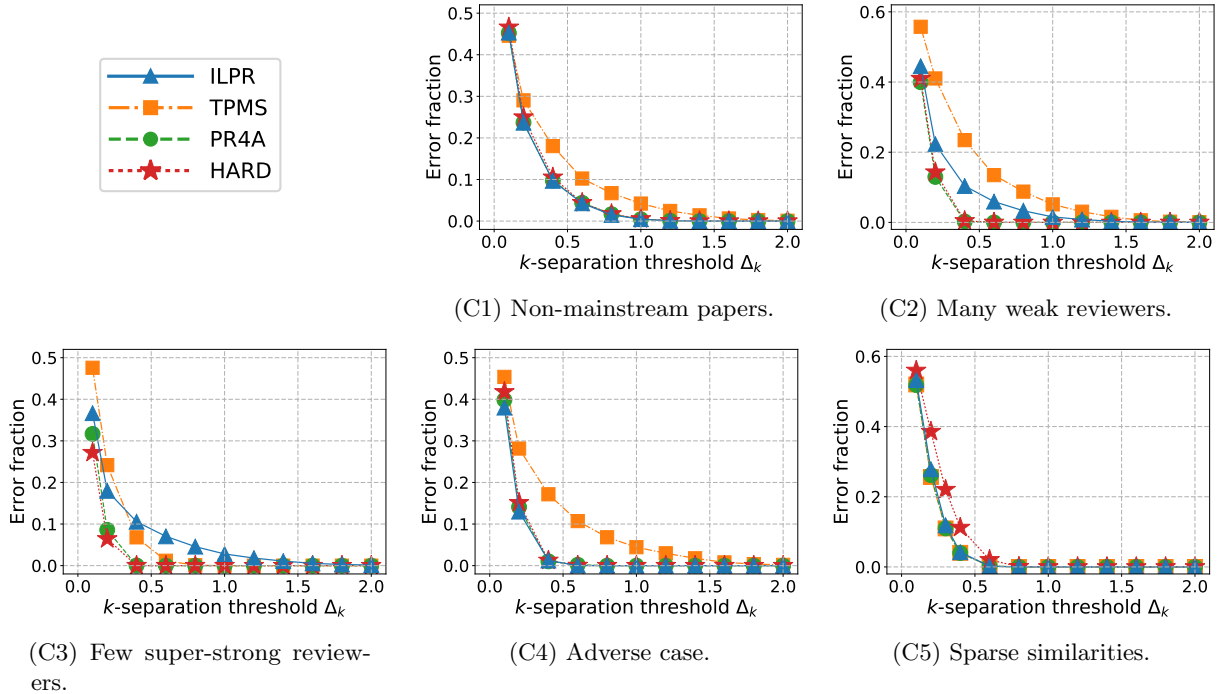 ILPR
TPMS
PR4A
HARD
0.5
0.4
0.3
0.2
0.1
0.0
Error fraction
0.0 0.5 1.0 1.5 2.0
k-separation threshold Δk
(C1) Non-mainstream papers.
0.6
0.4
0.2
0.0
Error fraction
0.0 0.5 1.0 1.5 2.0
k-separation threshold Δk
(C2) Many weak reviewers.
0.5
0.4
0.3
0.2
0.1
0.0
Error fraction
0.0 0.5 1.0 1.5 2.0
k-separation threshold Δk
(C3) Few super-strong review-
ers.
0.5
0.4
0.3
0.2
0.1
0.0
Error fraction
0.0 0.5 1.0 1.5 2.0
k-separation threshold Δk
(C4) Adverse case.
0.6
0.4
0.2
0.0
Error fraction
0.0 0.5 1.0 1.5 2.0
k-separation threshold Δk
(C5) Sparse similarities.